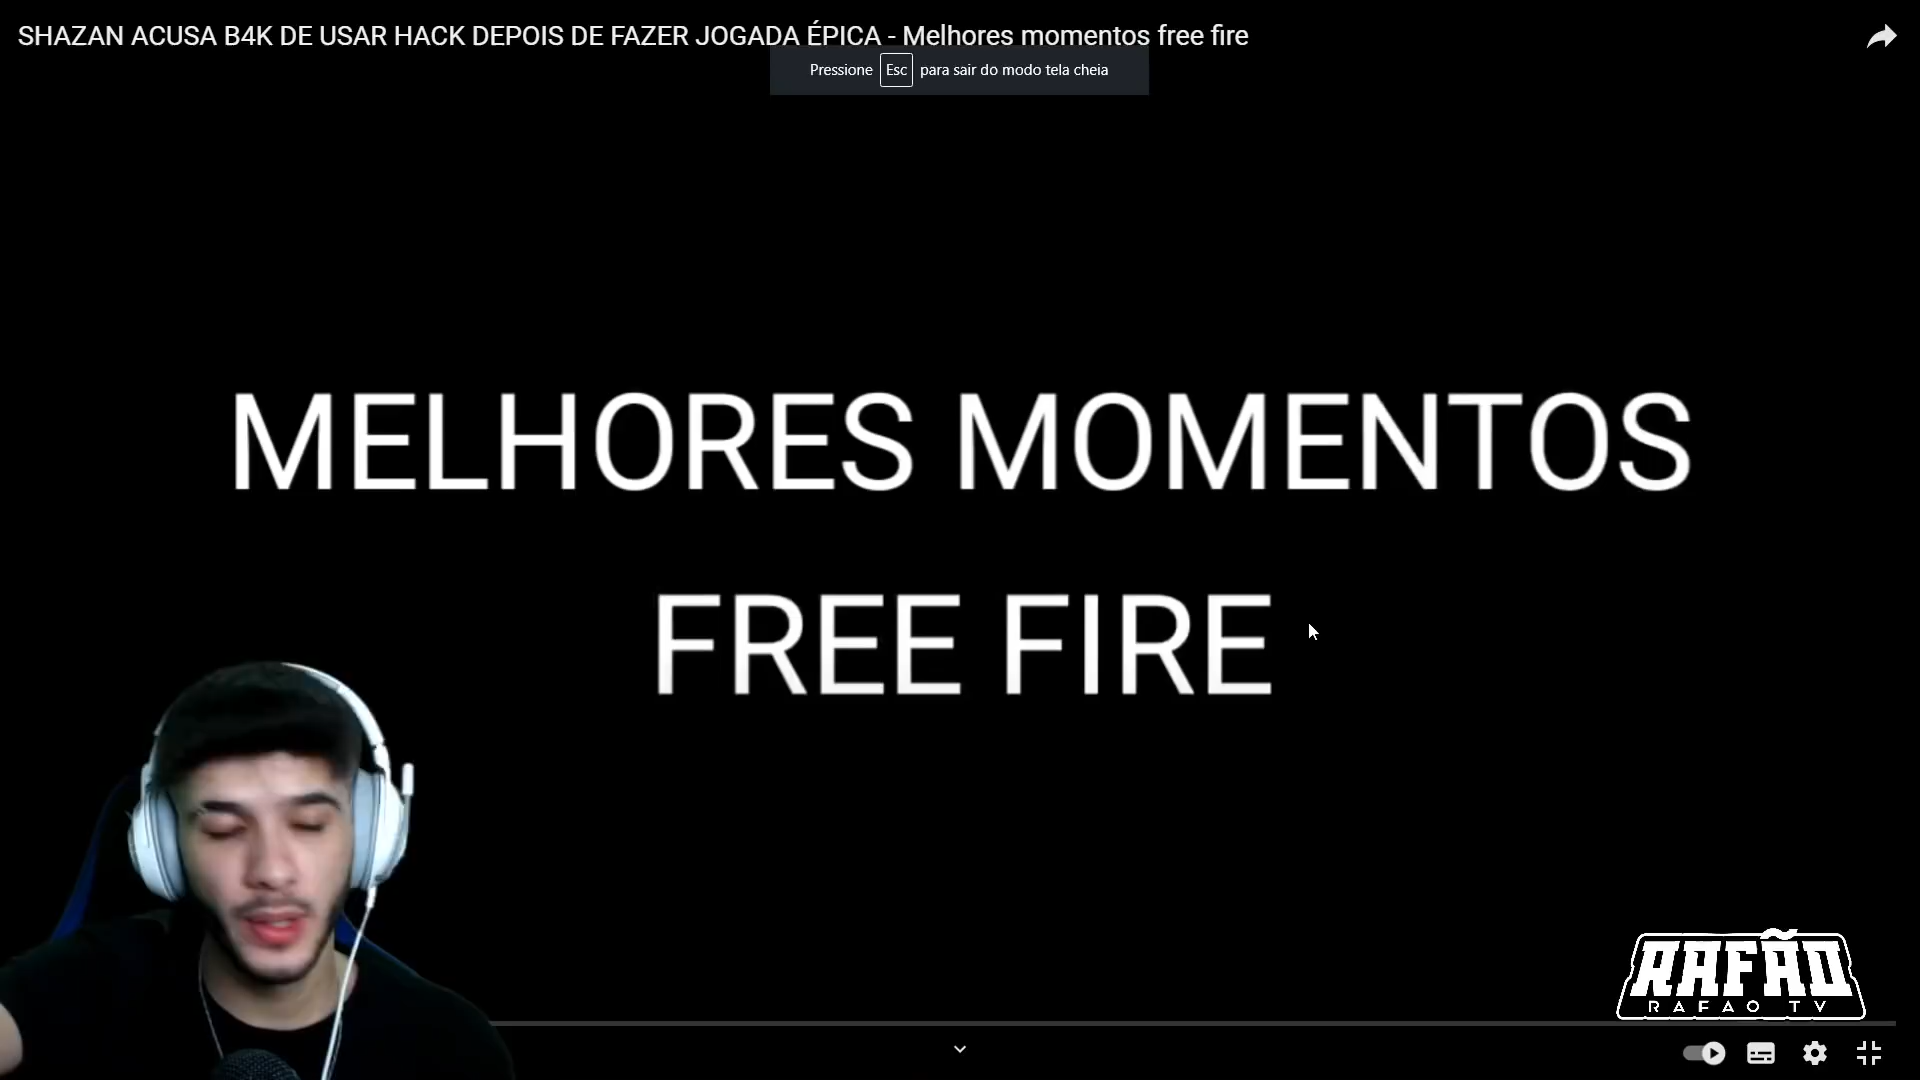 SHAZAN ACUSA B4K DE USAR HACK DEPOIS DE FAZER JOGADA ÉPICA - Melhores momentos free fire
Pressione Esc para sair do modo tela cheia
MELHORES MOMENTOS
FREE FIRE
RAFÃO
RAFAO TV